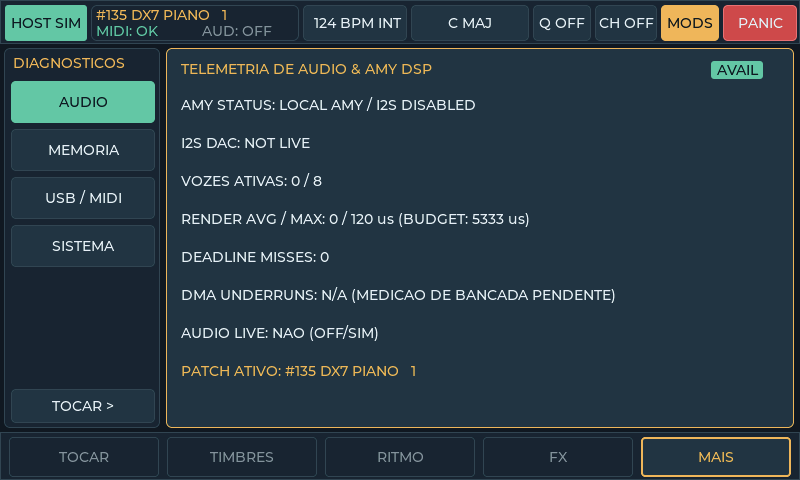 HOST SIM
#135 DX7 PIANO   1
MIDI: OK
AUD: OFF
124 BPM INT
C MAJ
Q OFF
CH OFF
MODS
PANIC
DIAGNOSTICOS
AUDIO
MEMORIA
USB / MIDI
SISTEMA
TOCAR >
TELEMETRIA DE AUDIO & AMY DSP
AVAIL
AMY STATUS: LOCAL AMY / I2S DISABLED
I2S DAC: NOT LIVE
VOZES ATIVAS: 0 / 8
RENDER AVG / MAX: 0 / 120 us (BUDGET: 5333 us)
DEADLINE MISSES: 0
DMA UNDERRUNS: N/A (MEDICAO DE BANCADA PENDENTE)
AUDIO LIVE: NAO (OFF/SIM)
PATCH ATIVO: #135 DX7 PIANO   1
TOCAR
TIMBRES
RITMO
FX
MAIS